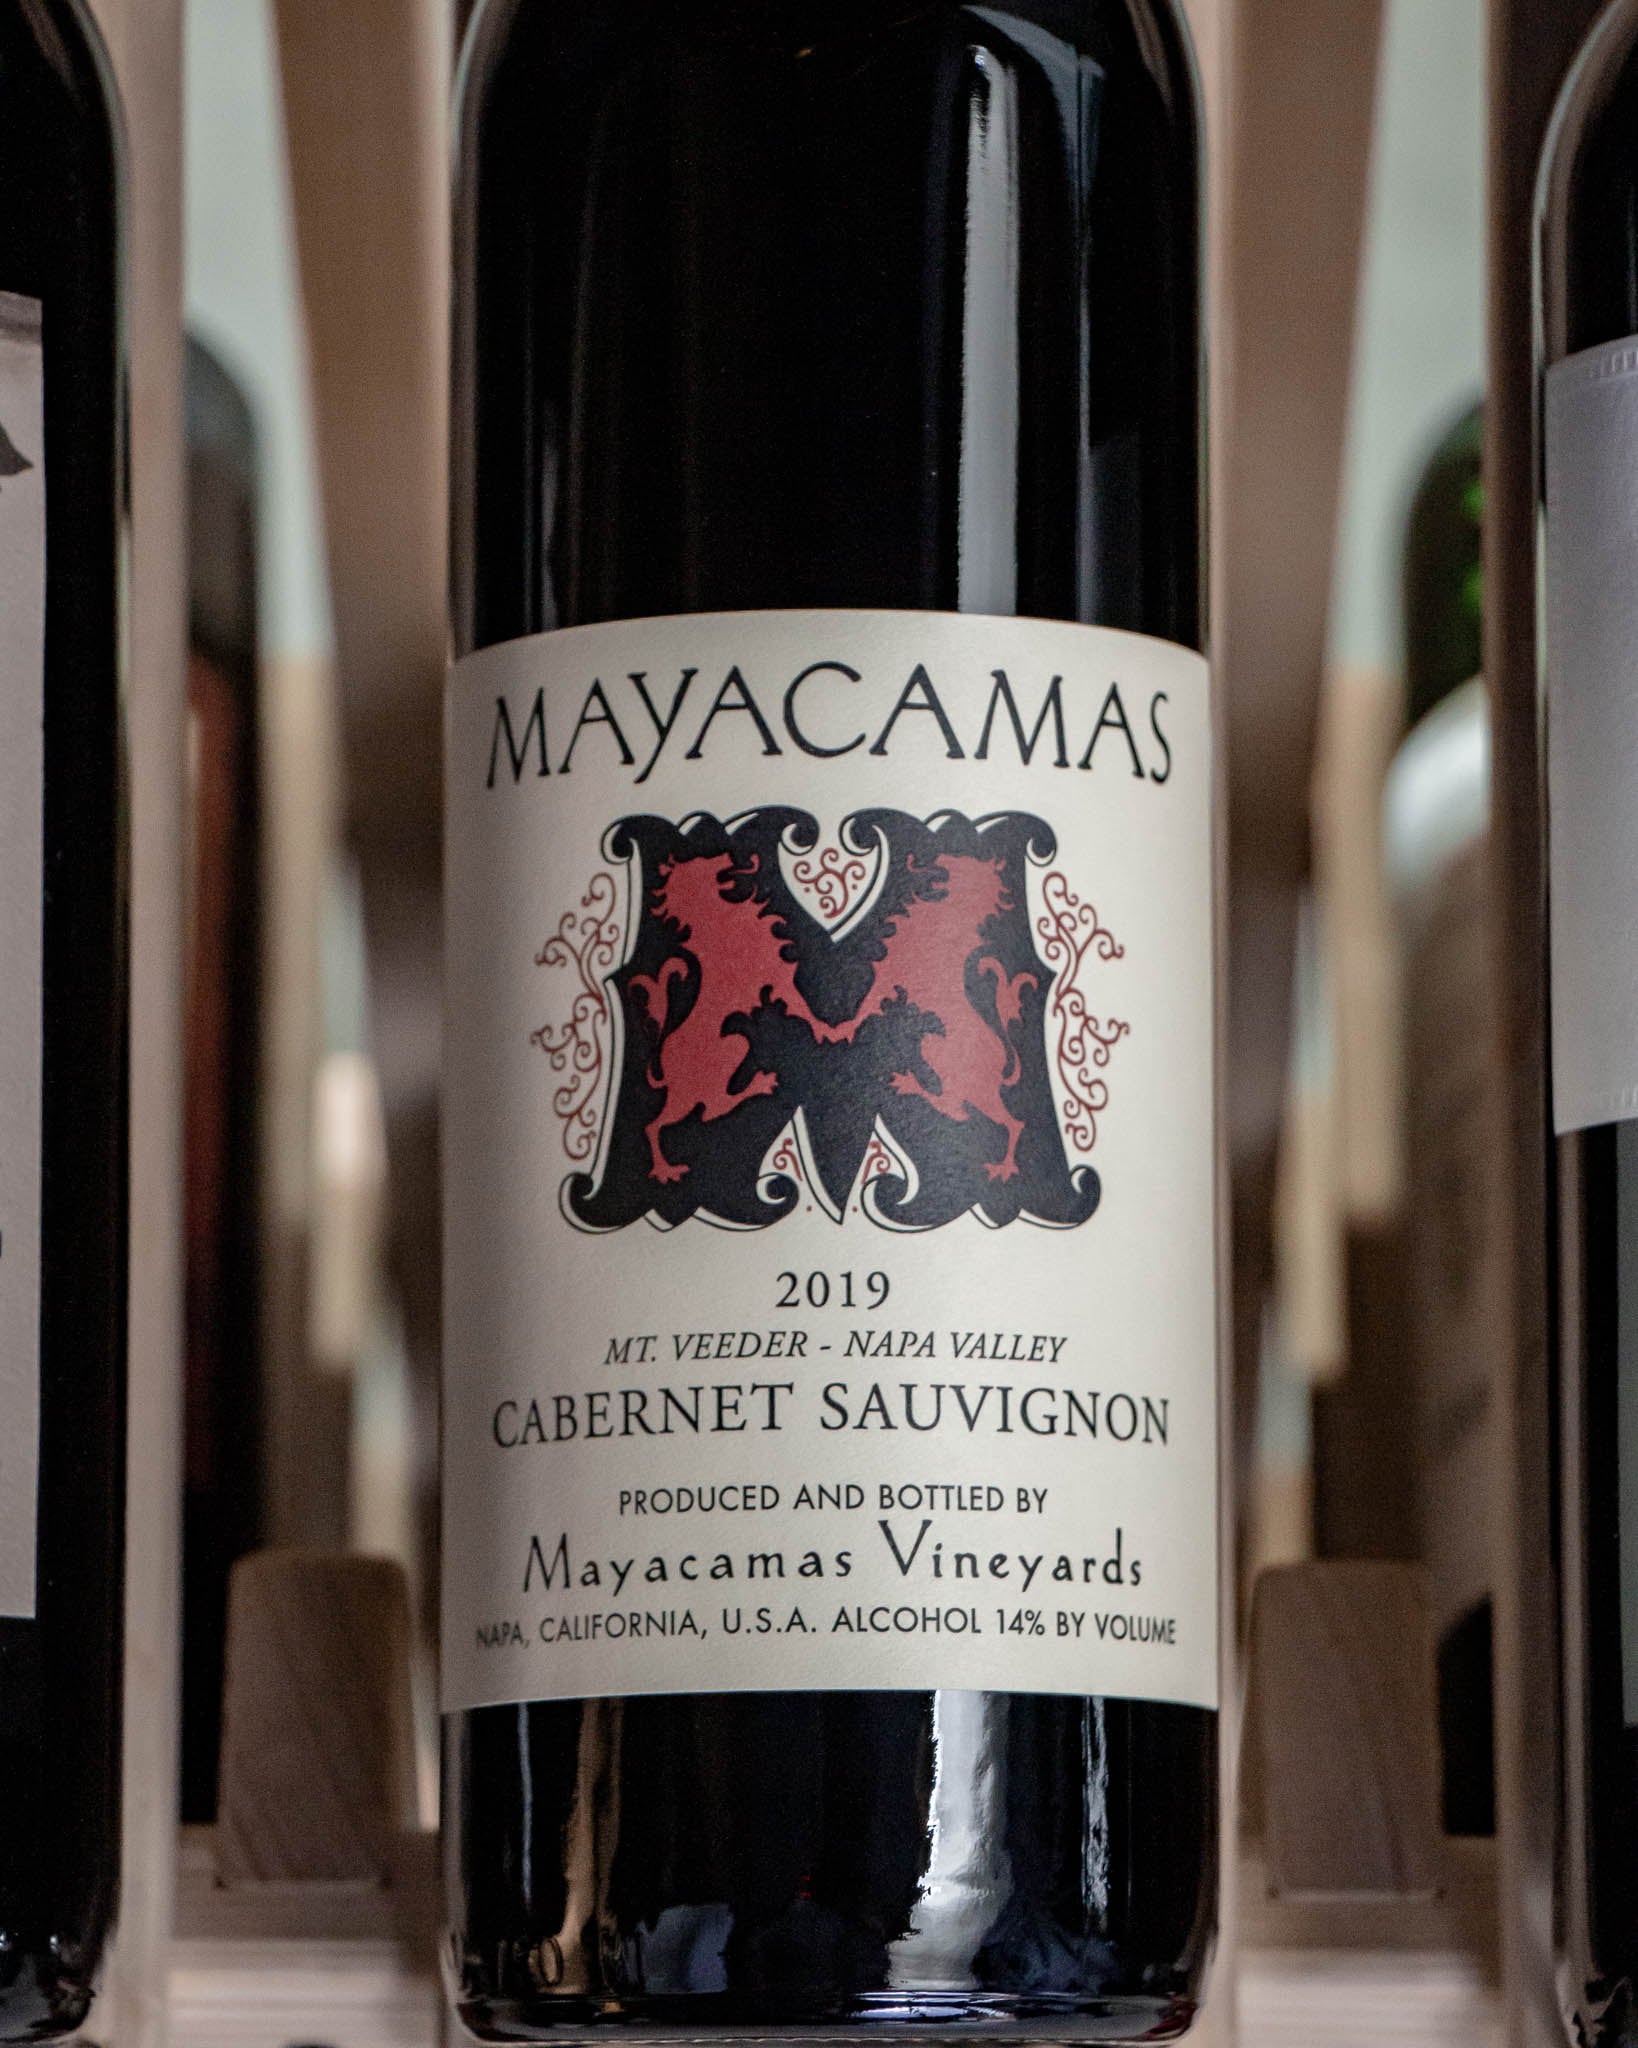 MAYACAMAS
2019
MT. VEEDER - NAPA VALLEY
CABERNET SAUVIGNON
PRODUCED AND BOTTLED BY
Mayacamas Vineyards
NAPA, CALIFORNIA, U.S.A. ALCOHOL 14% BY VOLUME